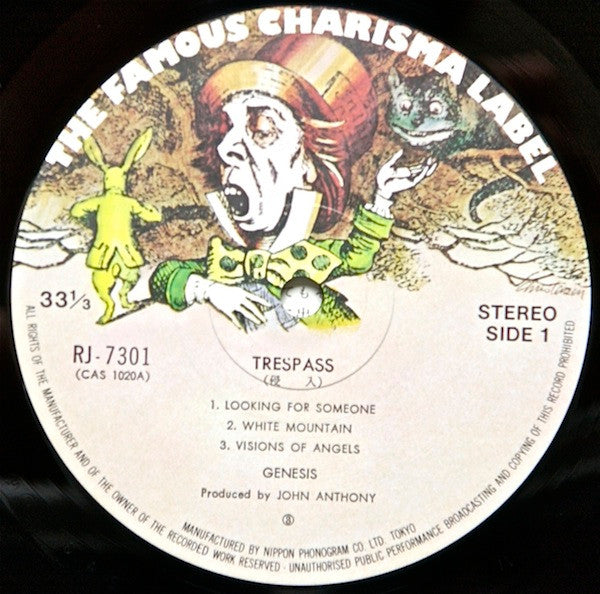 THE FAMOUS CHARISMA LABEL
33⅓
STEREO
SIDE 1
RJ-7301
(CAS 1020A)
TRESPASS
(侵 入)
1. LOOKING FOR SOMEONE
2. WHITE MOUNTAIN
3. VISIONS OF ANGELS
GENESIS
Produced by JOHN ANTHONY
Ⓢ
MANUFACTURED BY NIPPON PHONOGRAM CO. LTD. TOKYO
ALL RIGHTS OF THE MANUFACTURER AND OF THE OWNER OF THE RECORDED WORK RESERVED - UNAUTHORISED PUBLIC PERFORMANCE BROADCASTING AND COPYING OF THIS RECORD PROHIBITED